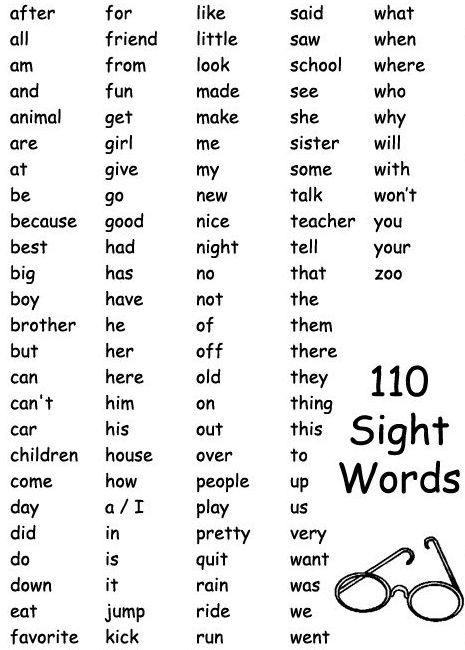 after for like said what
all friend little saw when
am from look school where
and fun made see who
animal get make she why
are girl me sister will
at give my some with
be go new talk won't
because good nice teacher you
best had night tell your
big has no that zoo
boy have not the
brother he of them
but her off there
can here old they
can't him on thing
car his out this
children house over to
come how people up
day a / I play us
did in pretty very
do is quit want
down it rain was
eat jump ride we
favorite kick run went
110
Sight
Words